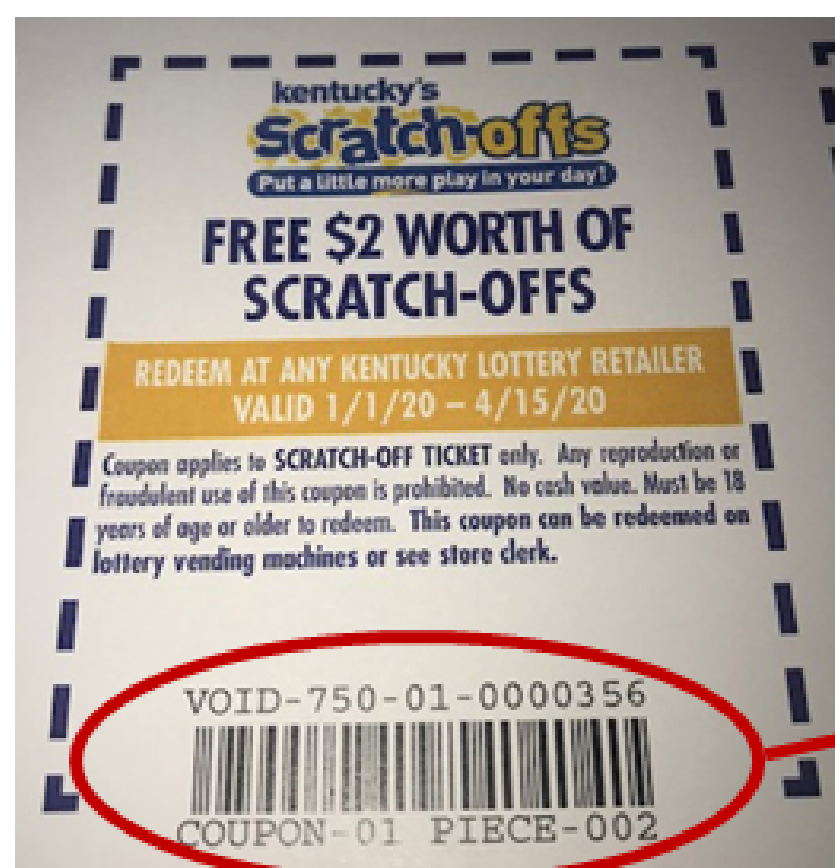 kentucky's
Scratch-offs
Put a little more play in your day!
FREE $2 WORTH OF
SCRATCH-OFFS
REDEEM AT ANY KENTUCKY LOTTERY RETAILER
VALID 1/1/20 – 4/15/20
Coupon applies to SCRATCH-OFF TICKET only. Any reproduction or
fraudulent use of this coupon is prohibited. No cash value. Must be 18
years of age or older to redeem. This coupon can be redeemed on
lottery vending machines or see store clerk.
VOID-750-01-0000356
COUPON-01 PIECE-002